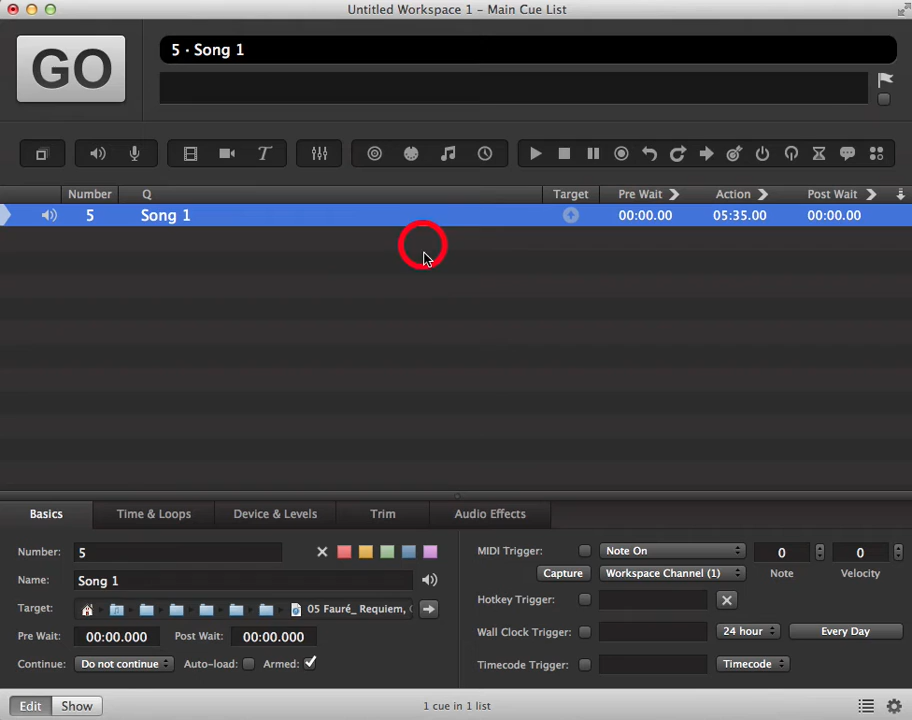 Untitled Workspace 1 – Main Cue List
GO
5 · Song 1
Number Q Target Pre Wait Action Post Wait
5 Song 1 00:00.00 05:35.00 00:00.00
Basics Time & Loops Device & Levels Trim Audio Effects
Number: 5
Name: Song 1
Target: 05 Fauré_ Requiem,
Pre Wait: 00:00.000 Post Wait: 00:00.000
Continue: Do not continue Auto-load: Armed:
MIDI Trigger: Note On 0 0
Capture Workspace Channel (1) Note Velocity
Hotkey Trigger:
Wall Clock Trigger: 24 hour Every Day
Timecode Trigger: Timecode
Edit Show 1 cue in 1 list